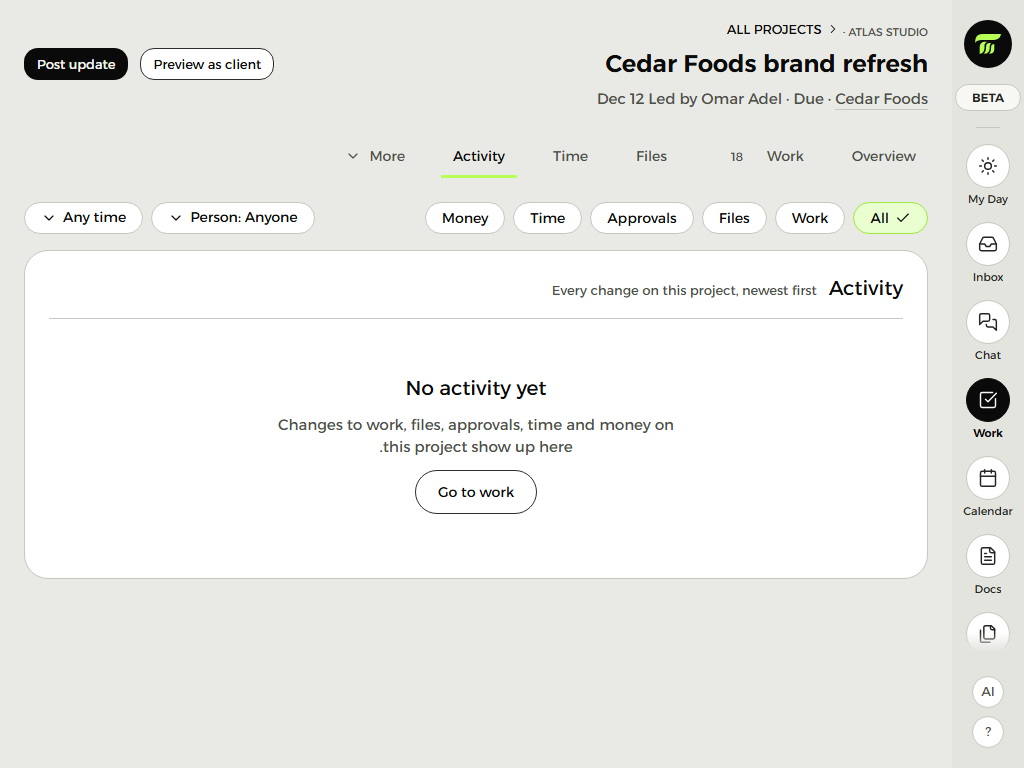 ALL PROJECTS
· ATLAS STUDIO
Cedar Foods brand refresh
Dec 12 Led by Omar Adel · Due · Cedar Foods
Post update
Preview as client
Overview
Work
18
Files
Time
Activity
More
All
Work
Files
Approvals
Time
Money
Person: Anyone
Any time
Activity
Every change on this project, newest first
No activity yet
Changes to work, files, approvals, time and money on
.this project show up here
Go to work
BETA
My Day
Inbox
Chat
Work
Calendar
Docs
AI
?